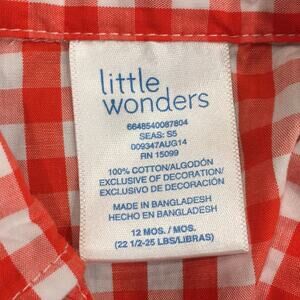 little
wonders
6648540087804
SEAS: S5
009347AUG14
RN 15099
100% COTTON/ALGODÓN
EXCLUSIVE OF DECORATION/
EXCLUSIVO DE DECORACIÓN
MADE IN BANGLADESH
HECHO EN BANGLADESH
12 MOS./MOS.
(22 1/2-25 LBS/LIBRAS)